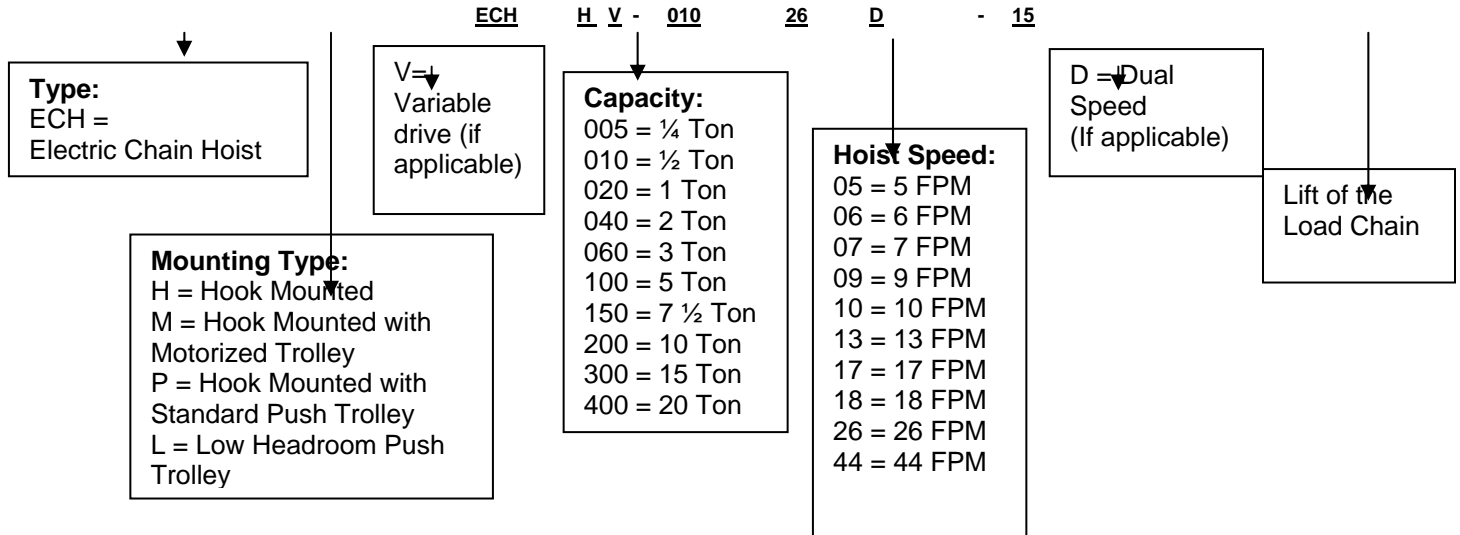 ECH H V - 010 26 D - 15
Type:
ECH =
Electric Chain Hoist
Mounting Type:
H = Hook Mounted
M = Hook Mounted with
Motorized Trolley
P = Hook Mounted with
Standard Push Trolley
L = Low Headroom Push
Trolley
V=
Variable
drive (if
applicable)
Capacity:
005 = ¼ Ton
010 = ½ Ton
020 = 1 Ton
040 = 2 Ton
060 = 3 Ton
100 = 5 Ton
150 = 7 ½ Ton
200 = 10 Ton
300 = 15 Ton
400 = 20 Ton
Hoist Speed:
05 = 5 FPM
06 = 6 FPM
07 = 7 FPM
09 = 9 FPM
10 = 10 FPM
13 = 13 FPM
17 = 17 FPM
18 = 18 FPM
26 = 26 FPM
44 = 44 FPM
D = Dual
Speed
(If applicable)
Lift of the
Load Chain